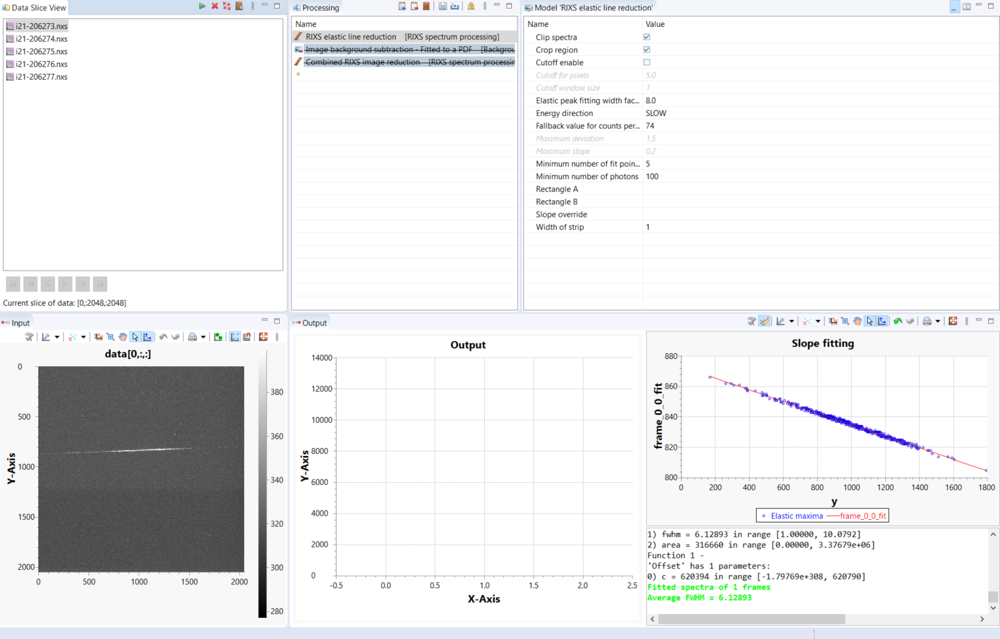 Data Slice View
i21-206273.nxs
i21-206274.nxs
i21-206275.nxs
i21-206276.nxs
i21-206277.nxs
Current slice of data: [0,:2048,:2048]
Processing
Name
RIXS elastic line reduction [RIXS spectrum processing]
Image background subtraction - Fitted to a PDF [Backgrou
Combined RIXS image reduction [RIXS spectrum processin
Model 'RIXS elastic line reduction'
Name Value
Clip spectra
Crop region
Cutoff enable
Cutoff for pixels 5.0
Cutoff window size 1
Elastic peak fitting width fac... 8.0
Energy direction SLOW
Fallback value for counts per... 74
Maximum deviation 1.5
Maximum slope 0.2
Minimum number of fit poin... 5
Minimum number of photons 100
Rectangle A
Rectangle B
Slope override
Width of strip 1
Input
data[0,:,:]
Y-Axis
0
500
1000
1500
2000
0 500 1000 1500 2000
380
360
340
320
300
280
Output
Output
Y-Axis
14000
12000
10000
8000
6000
4000
2000
0
-0.5 0.0 0.5 1.0 1.5 2.0 2.5
X-Axis
Slope fitting
frame_0_0_fit
880
860
840
820
800
0 200 400 600 800 1000 1200 1400 1600 1800
y
Elastic maxima frame_0_0_fit
1) fwhm = 6.12893 in range [1.00000, 10.0792]
2) area = 316660 in range [0.00000, 3.37679e+06]
Function 1 -
'Offset' has 1 parameters:
0) c = 620394 in range [-1.79769e+308, 620790]
Fitted spectra of 1 frames
Average FWHM = 6.12893